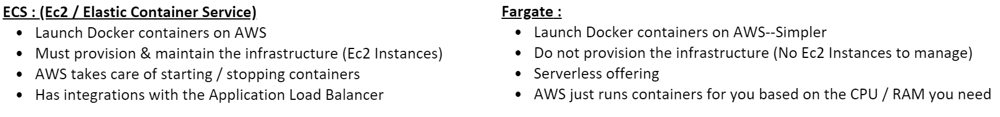 ECS : (Ec2 / Elastic Container Service)
• Launch Docker containers on AWS
• Must provision & maintain the infrastructure (Ec2 Instances)
• AWS takes care of starting / stopping containers
• Has integrations with the Application Load Balancer
Fargate :
• Launch Docker containers on AWS--Simpler
• Do not provision the infrastructure (No Ec2 Instances to manage)
• Serverless offering
• AWS just runs containers for you based on the CPU / RAM you need